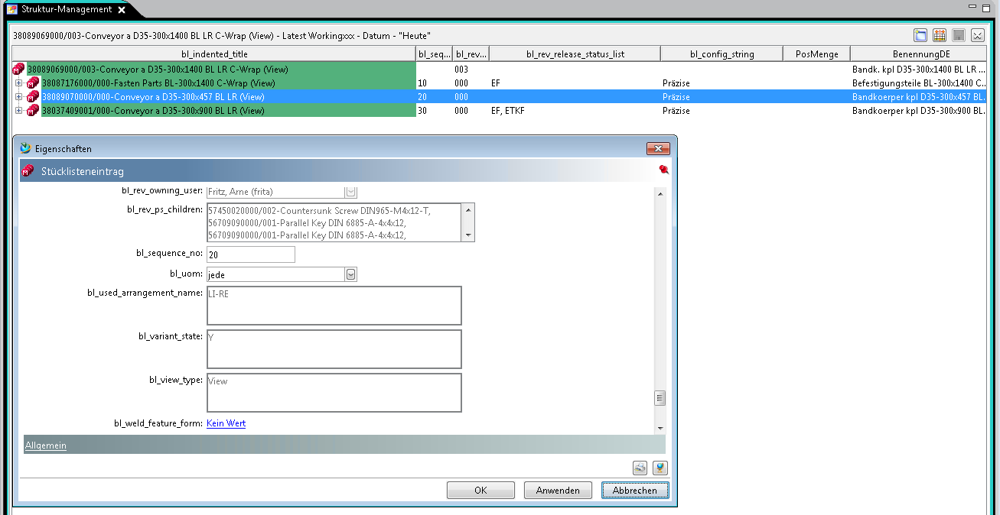 Struktur-Management
38089069000/003-Conveyor a D35-300x1400 BL LR C-Wrap (View) - Latest Workingxxx - Datum - "Heute"
bl_indented_title bl_seq... bl_rev... bl_rev_release_status_list bl_config_string PosMenge BenennungDE
38089069000/003-Conveyor a D35-300x1400 BL LR C-Wrap (View) 003 Bandk. kpl D35-300x1400 BL LR ...
38087176000/000-Fasten Parts BL-300x1400 C-Wrap (View) 10 000 EF Präzise Befestigungsteile BL-300x1400 C...
38089070000/000-Conveyor a D35-300x457 BL LR (View) 20 000 Präzise Bandkoerper kpl D35-300x457 BL...
38037409001/000-Conveyor a D35-300x900 BL LR (View) 30 000 EF, ETKF Präzise Bandkoerper kpl D35-300x900 BL...
Eigenschaften
Stücklisteneintrag
bl_rev_owning_user: Fritz, Arne (frita)
bl_rev_ps_children: 57450020000/002-Countersunk Screw DIN965-M4x12-T,
56709090000/001-Parallel Key DIN 6885-A-4x4x12,
56709090000/001-Parallel Key DIN 6885-A-4x4x12,
bl_sequence_no: 20
bl_uom: jede
bl_used_arrangement_name: LI-RE
bl_variant_state: Y
bl_view_type: View
bl_weld_feature_form: Kein Wert
Allgemein
OK Anwenden Abbrechen